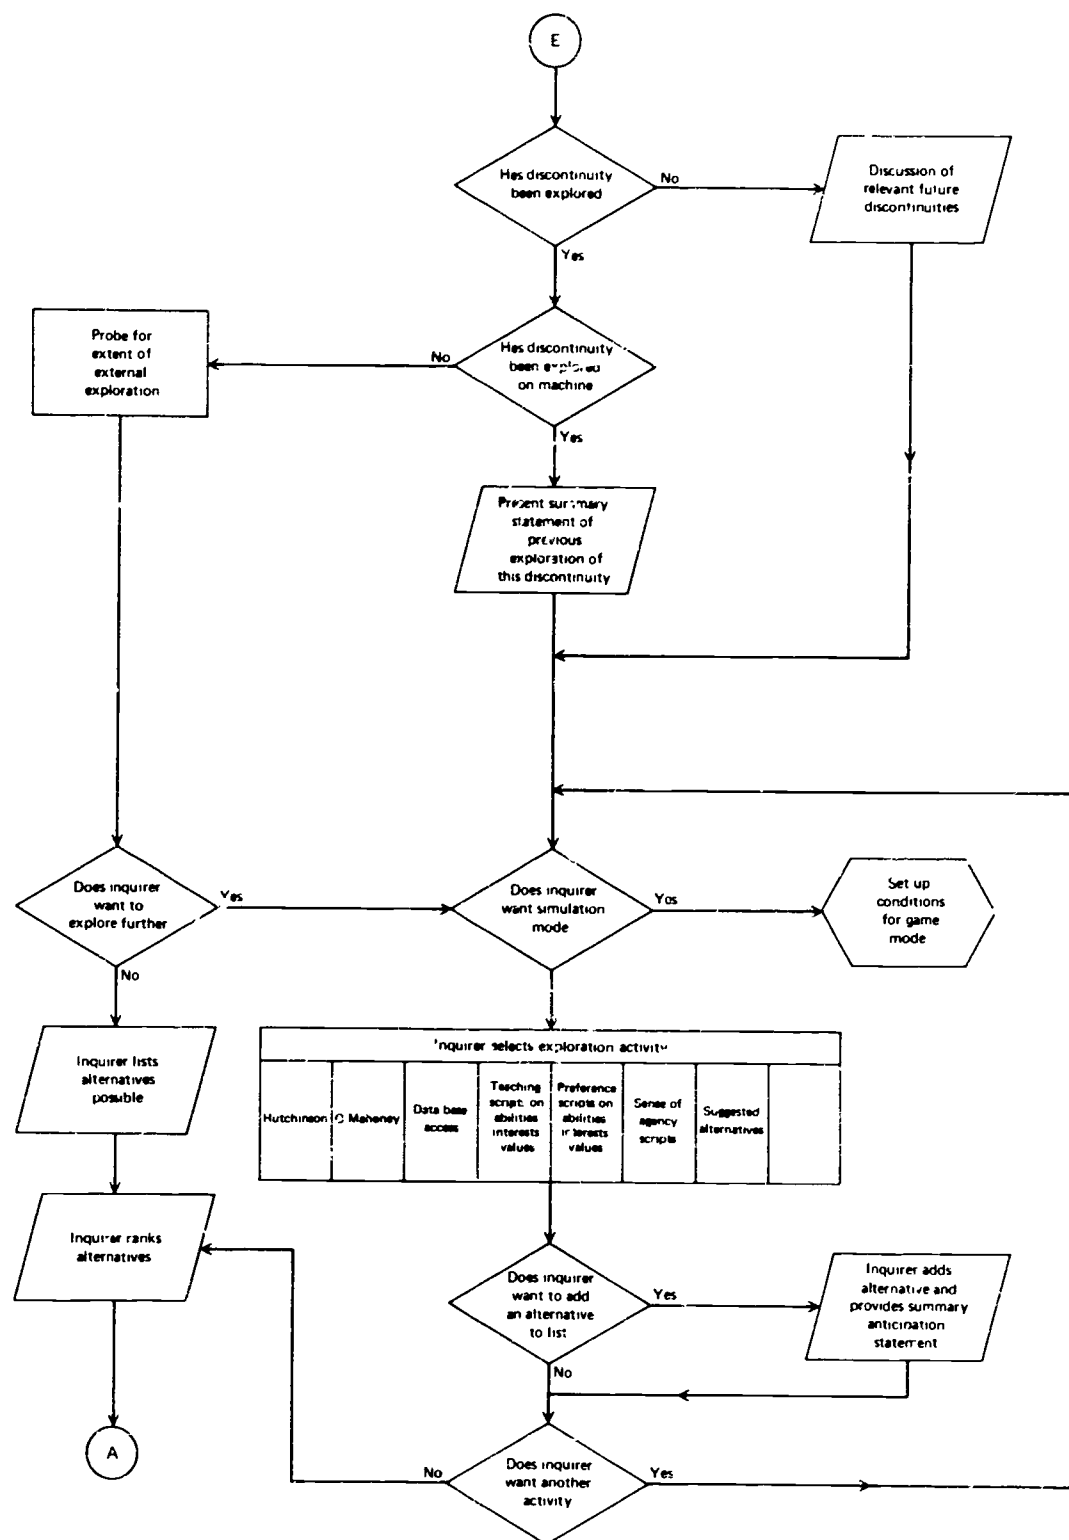 E
Has discontinuity
been explored
No
Yes
Discussion of
relevant future
discontinuities
Probe for
extent of
external
exploration
No
Has discontinuity
been explored
on machine
Yes
Present summary
statement of
previous
exploration of
this discontinuity
Does inquirer
want to
explore further
Yes
No
Does inquirer
want simulation
mode
Yes
Set up
conditions
for game
mode
Inquirer lists
alternatives
possible
Inquirer selects exploration activity
Hutchinson
O Mahoney
Data base
access
Teaching
script on
abilities
interests
values
Preference
scripts on
abilities
interests
values
Sense of
agency
scripts
Suggested
alternatives
Inquirer ranks
alternatives
Does inquirer
want to add
an alternative
to list
Yes
No
Inquirer adds
alternative and
provides summary
anticipation
statement
A
No
Does inquirer
want another
activity
Yes